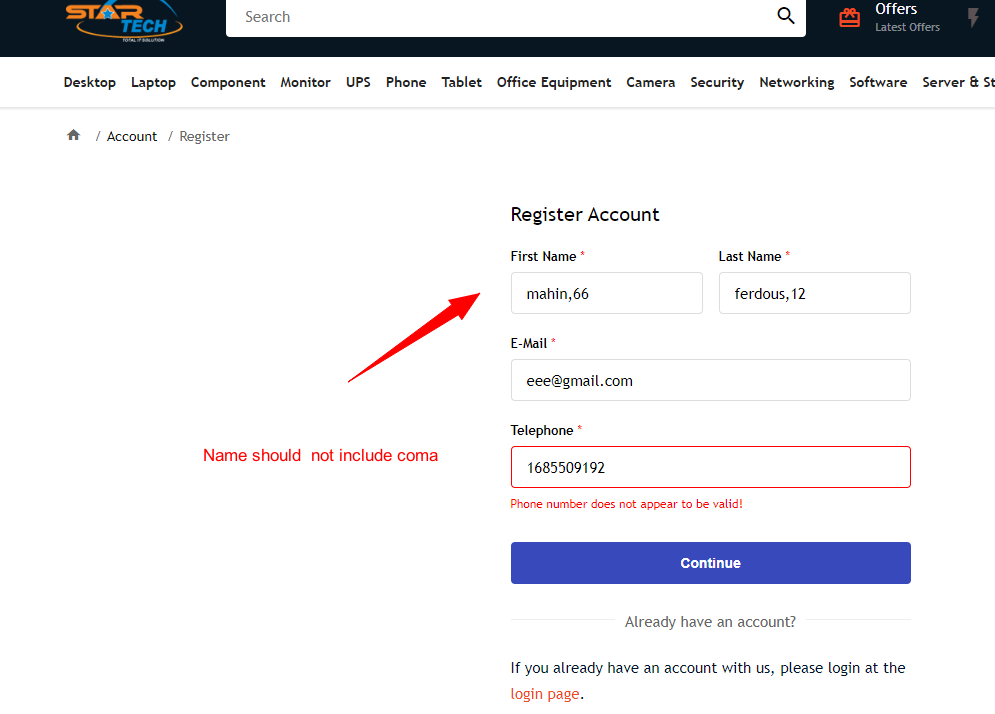 STAR
TECH
TOTAL IT SOLUTION
Search
Offers
Latest Offers
Desktop Laptop Component Monitor UPS Phone Tablet Office Equipment Camera Security Networking Software Server & St
/ Account / Register
Register Account
First Name * Last Name *
mahin,66 ferdous,12
E-Mail *
eee@gmail.com
Telephone *
Name should not include coma
1685509192
Phone number does not appear to be valid!
Continue
Already have an account?
If you already have an account with us, please login at the
login page.